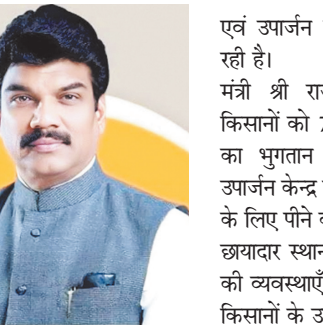 एवं उपार्जन
रही है।
मंत्री श्री
किसानों को
का भुगतान
उपार्जन केन्द्र
के लिए पीने
छायादार स्थान
की व्यवस्थाएँ
किसानों के